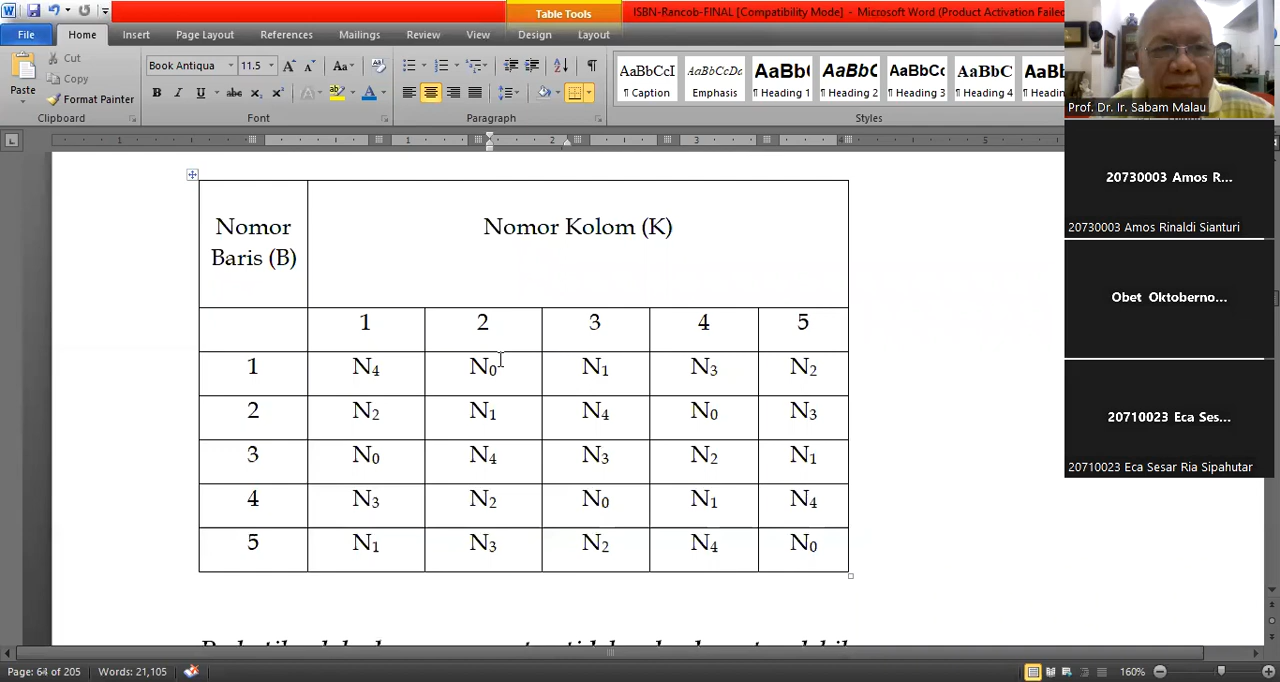 ISBN-Rancob-FINAL [Compatibility Mode] - Microsoft Word (Product Activation Failed
Table Tools
File Home Insert Page Layout References Mailings Review View Design Layout
Cut
Copy
Format Painter
Paste
Clipboard
Book Antiqua 11.5
Font
Paragraph
AaBbCcI AaBbCcDc AaBb( AaBb( AaBbCc AaBbC AaBb
¶ Caption Emphasis ¶ Heading 1 ¶ Heading 2 ¶ Heading 3 ¶ Heading 4 ¶ Heading
Styles
Prof. Dr. Ir. Sabam Malau
20730003 Amos R...
20730003 Amos Rinaldi Sianturi
Obet Oktoberno...
20710023 Eca Ses...
20710023 Eca Sesar Ria Sipahutar
Nomor Baris (B) Nomor Kolom (K)
1 2 3 4 5
1 N4 N0 N1 N3 N2
2 N2 N1 N4 N0 N3
3 N0 N4 N3 N2 N1
4 N3 N2 N0 N1 N4
5 N1 N3 N2 N4 N0
Page: 64 of 205 Words: 21,105 160%